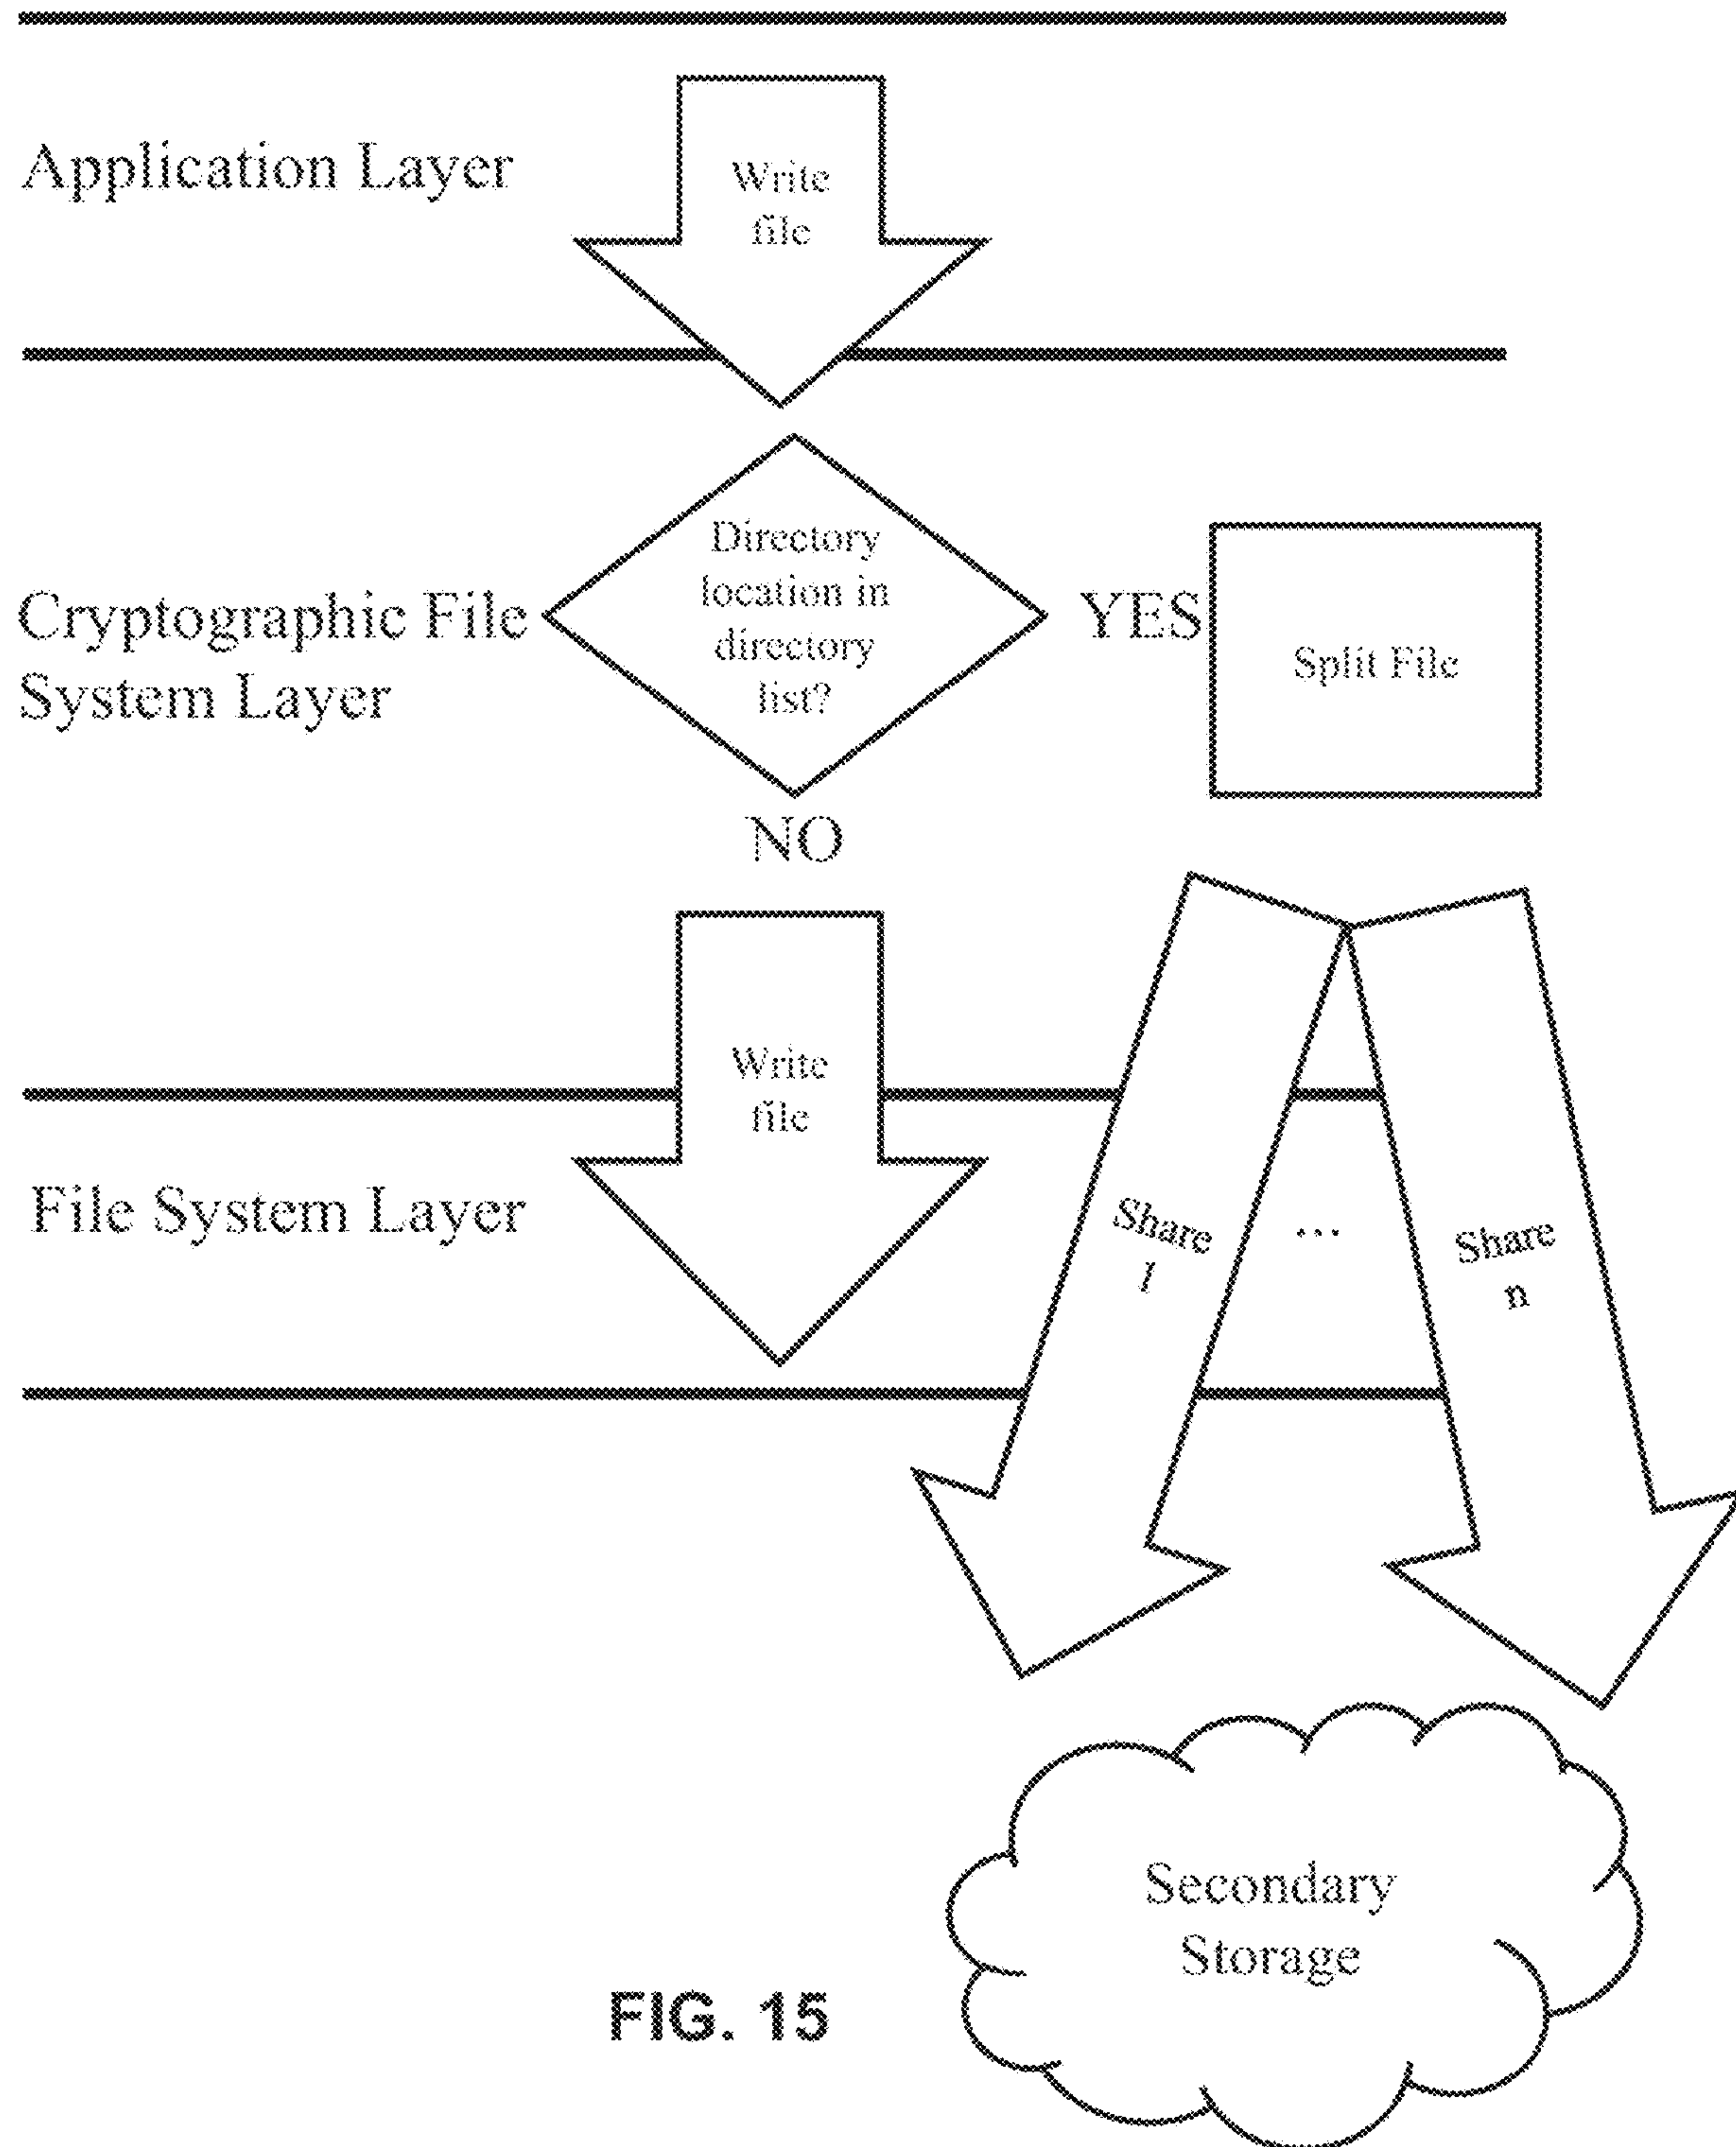 Application Layer
Write
file
Directory
location in
directory
list?
Cryptographic File
System Layer
YES
Split File
NO
Write
file
File System Layer
Share
1
...
Share
n
Secondary
Storage
FIG. 15